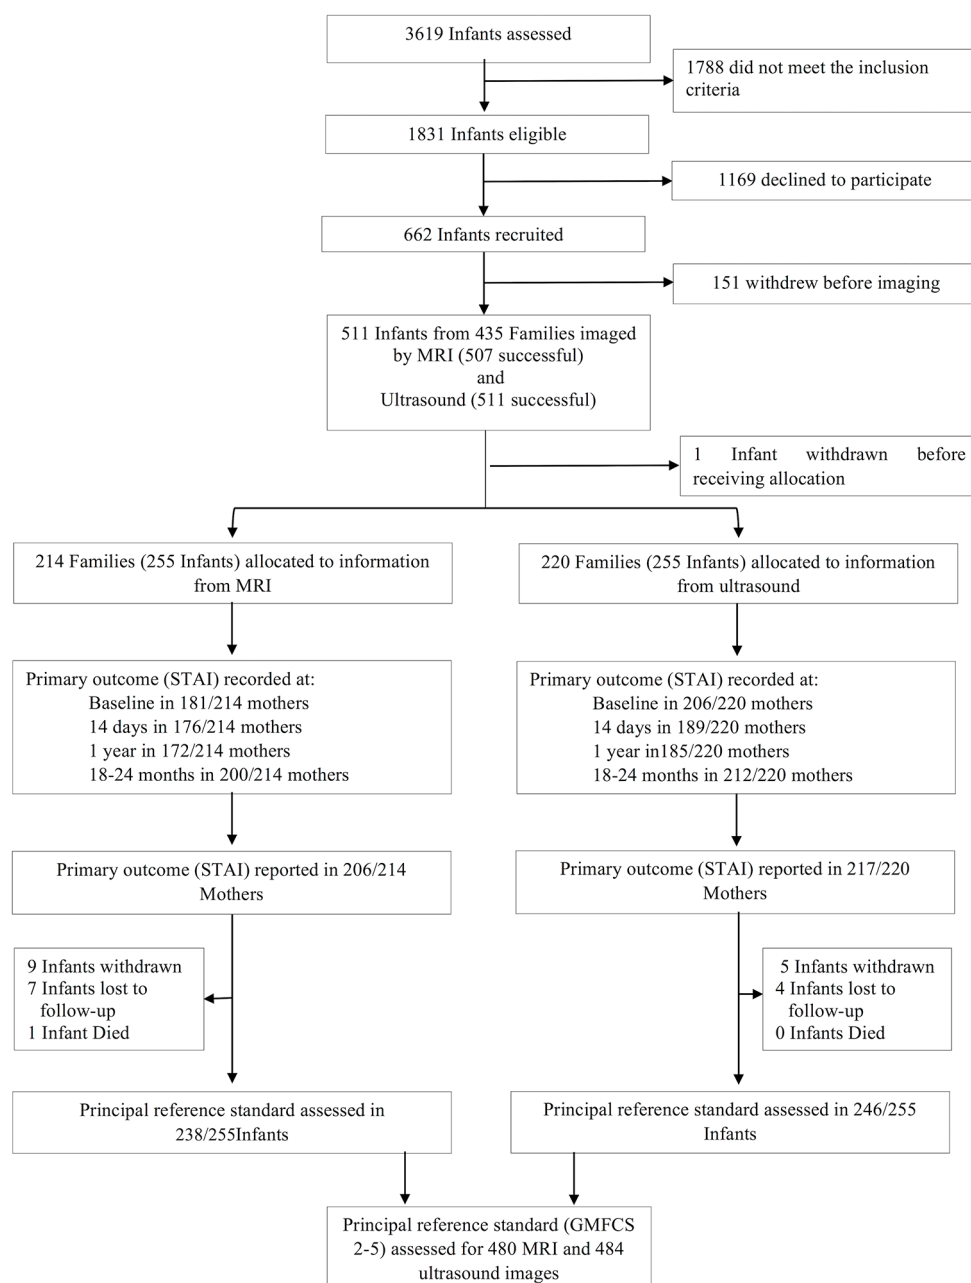 3619 Infants assessed
1788 did not meet the inclusion
criteria
1831 Infants eligible
1169 declined to participate
662 Infants recruited
151 withdrew before imaging
511 Infants from 435 Families imaged
by MRI (507 successful)
and
Ultrasound (511 successful)
1 Infant withdrawn before
receiving allocation
214 Families (255 Infants) allocated to information
from MRI
220 Families (255 Infants) allocated to information
from ultrasound
Primary outcome (STAI) recorded at:
Baseline in 181/214 mothers
14 days in 176/214 mothers
1 year in 172/214 mothers
18-24 months in 200/214 mothers
Primary outcome (STAI) recorded at:
Baseline in 206/220 mothers
14 days in 189/220 mothers
1 year in185/220 mothers
18-24 months in 212/220 mothers
Primary outcome (STAI) reported in 206/214
Mothers
Primary outcome (STAI) reported in 217/220
Mothers
9 Infants withdrawn
7 Infants lost to
follow-up
1 Infant Died
5 Infants withdrawn
4 Infants lost to
follow-up
0 Infants Died
Principal reference standard assessed in
238/255Infants
Principal reference standard assessed in 246/255
Infants
Principal reference standard (GMFCS
2-5) assessed for 480 MRI and 484
ultrasound images